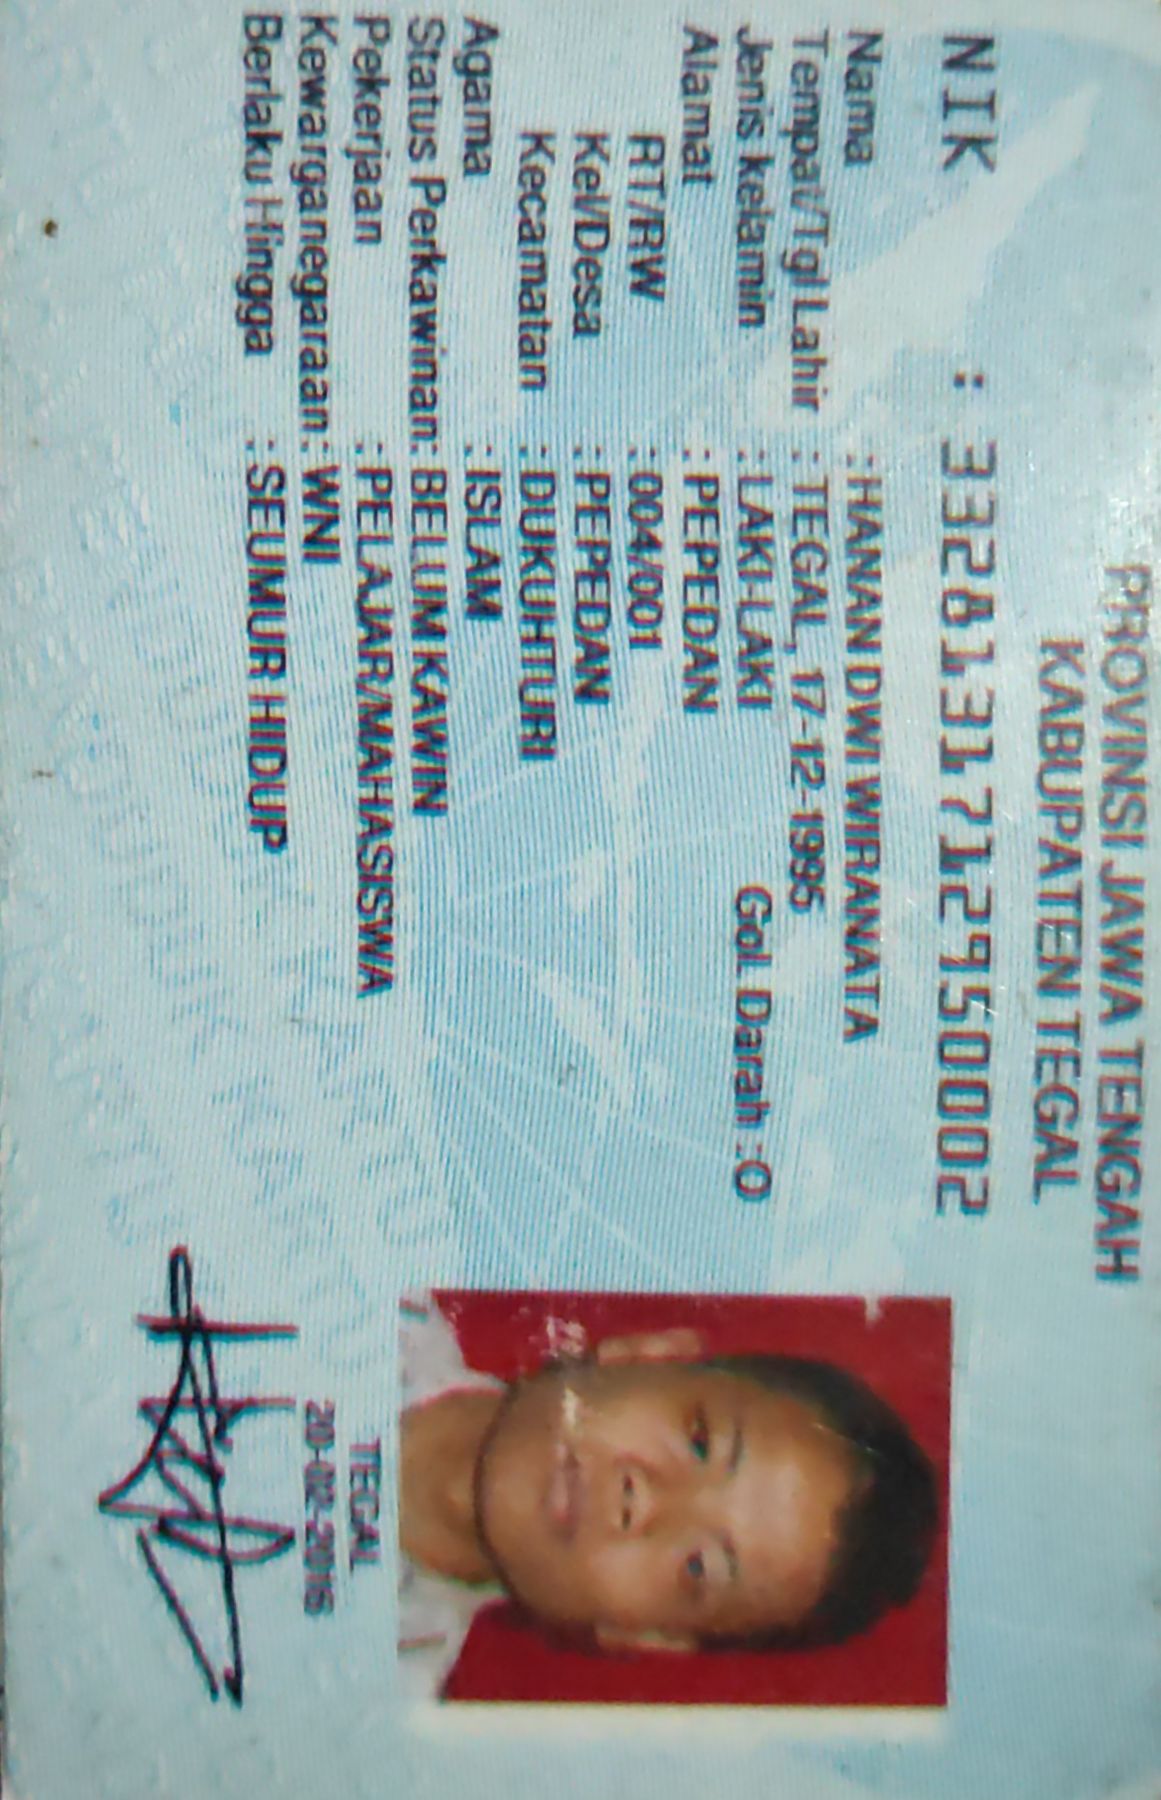 PROVINSI JAWA TENGAH
KABUPATEN TEGAL
NIK : 3328131712950002
Nama : HANAN DWI WIRANATA
Tempat/Tgl Lahir : TEGAL, 17-12-1995
Jenis kelamin : LAKI-LAKI Gol. Darah : O
Alamat : PEPEDAN
RT/RW : 004/001
Kel/Desa : PEPEDAN
Kecamatan : DUKUHTURI
Agama : ISLAM
Status Perkawinan: BELUM KAWIN
Pekerjaan : PELAJAR/MAHASISWA
Kewarganegaraan: WNI
Berlaku Hingga : SEUMUR HIDUP
TEGAL
20-02-2016